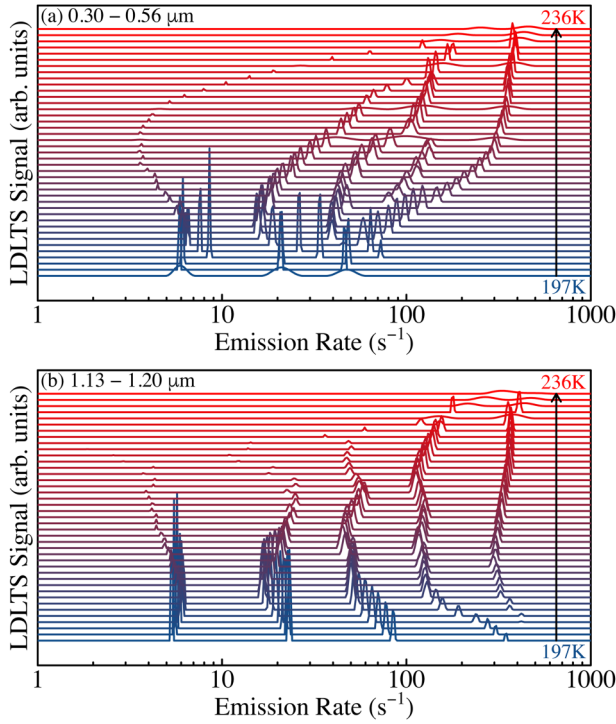 (a) 0.30 – 0.56 μm
236K
LDLTS Signal (arb. units)
197K
1 10 100 1000
Emission Rate (s⁻¹)
(b) 1.13 – 1.20 μm
236K
LDLTS Signal (arb. units)
197K
1 10 100 1000
Emission Rate (s⁻¹)